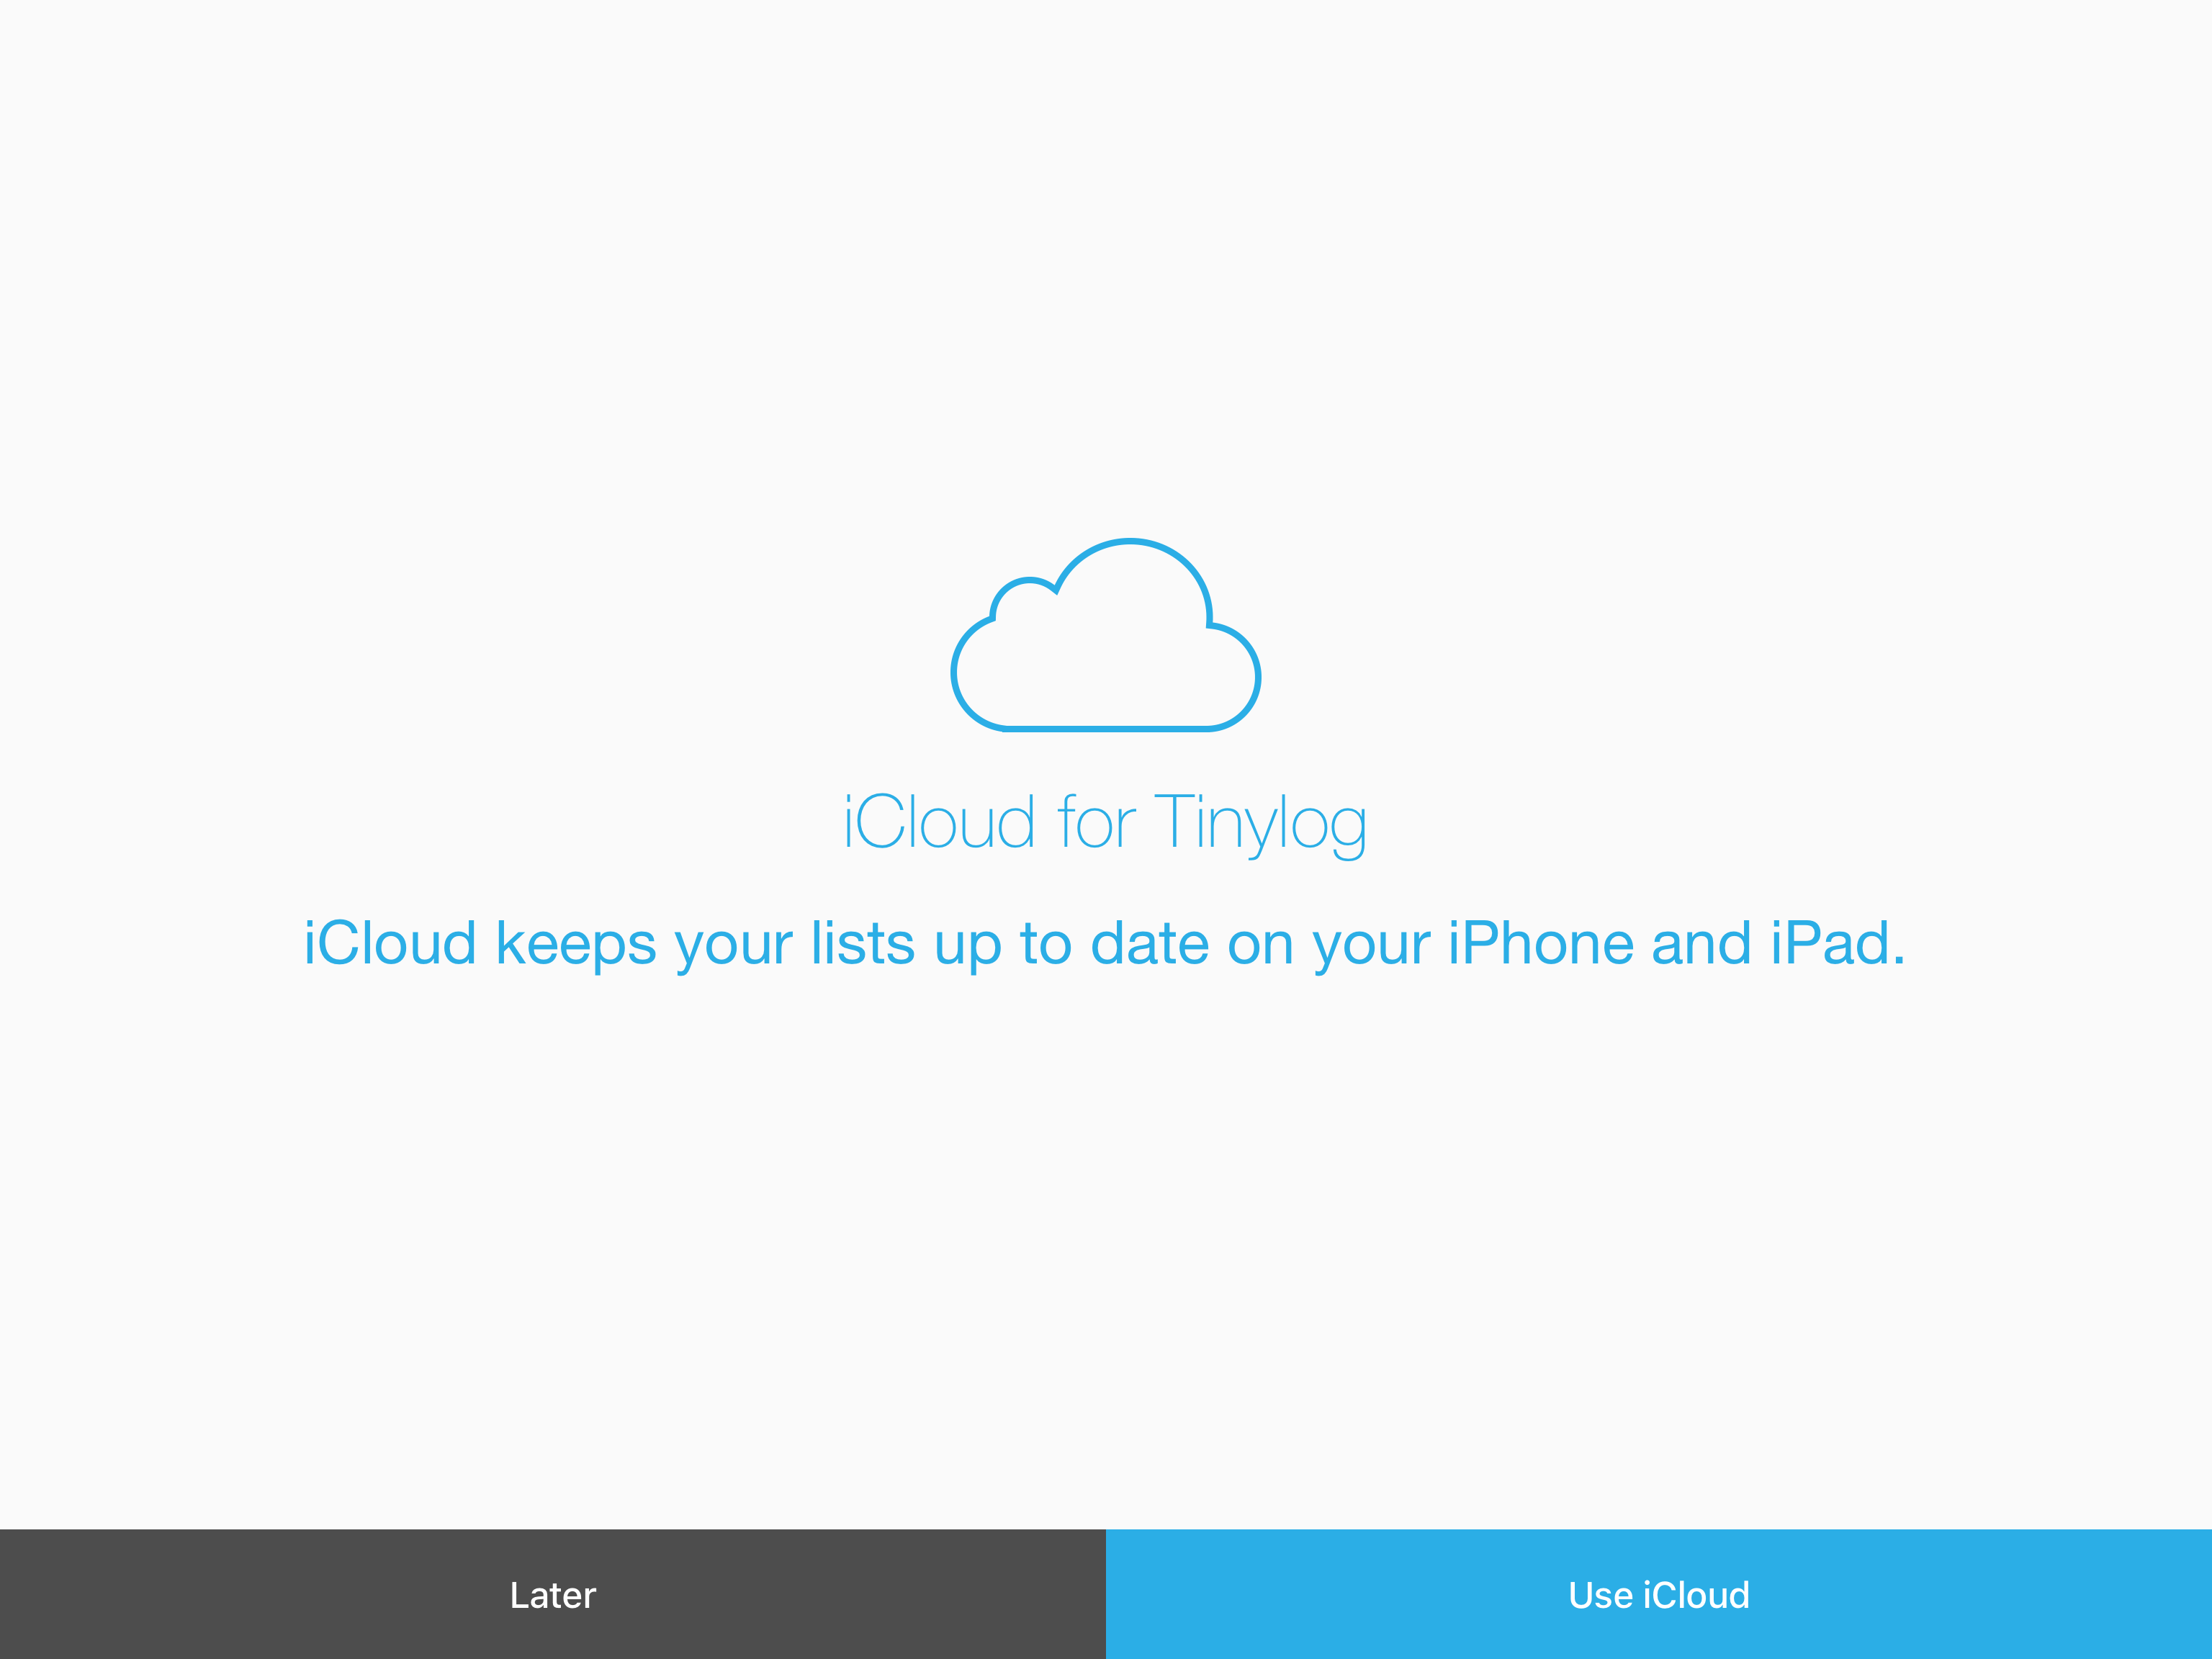 iCloud for Tinylog
iCloud keeps your lists up to date on your iPhone and iPad.
Later
Use iCloud